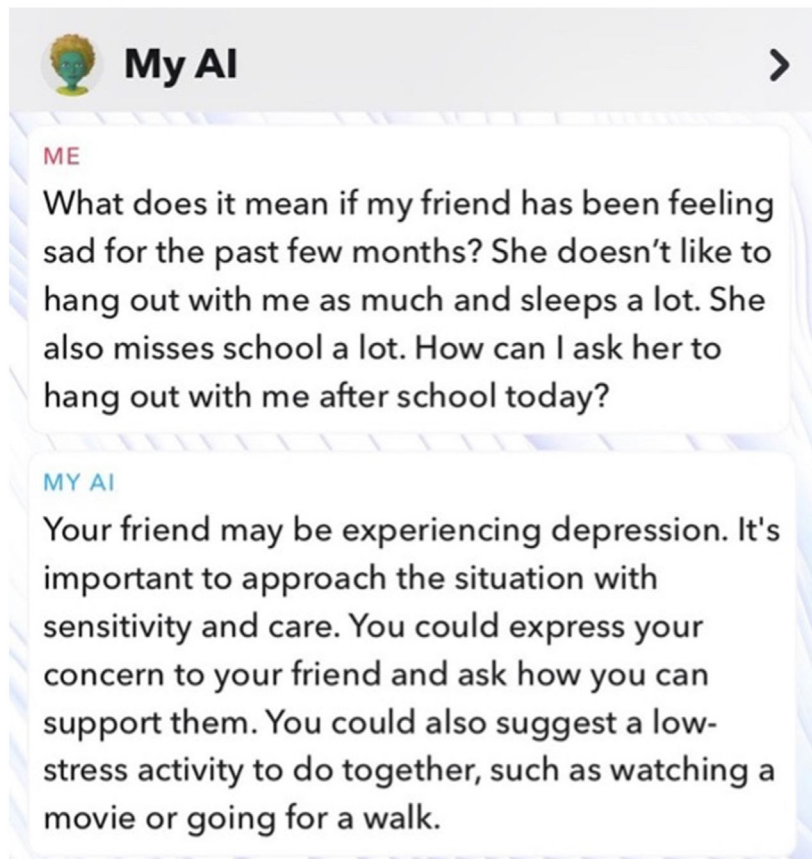 My AI
ME
What does it mean if my friend has been feeling
sad for the past few months? She doesn’t like to
hang out with me as much and sleeps a lot. She
also misses school a lot. How can I ask her to
hang out with me after school today?
MY AI
Your friend may be experiencing depression. It's
important to approach the situation with
sensitivity and care. You could express your
concern to your friend and ask how you can
support them. You could also suggest a low-
stress activity to do together, such as watching a
movie or going for a walk.